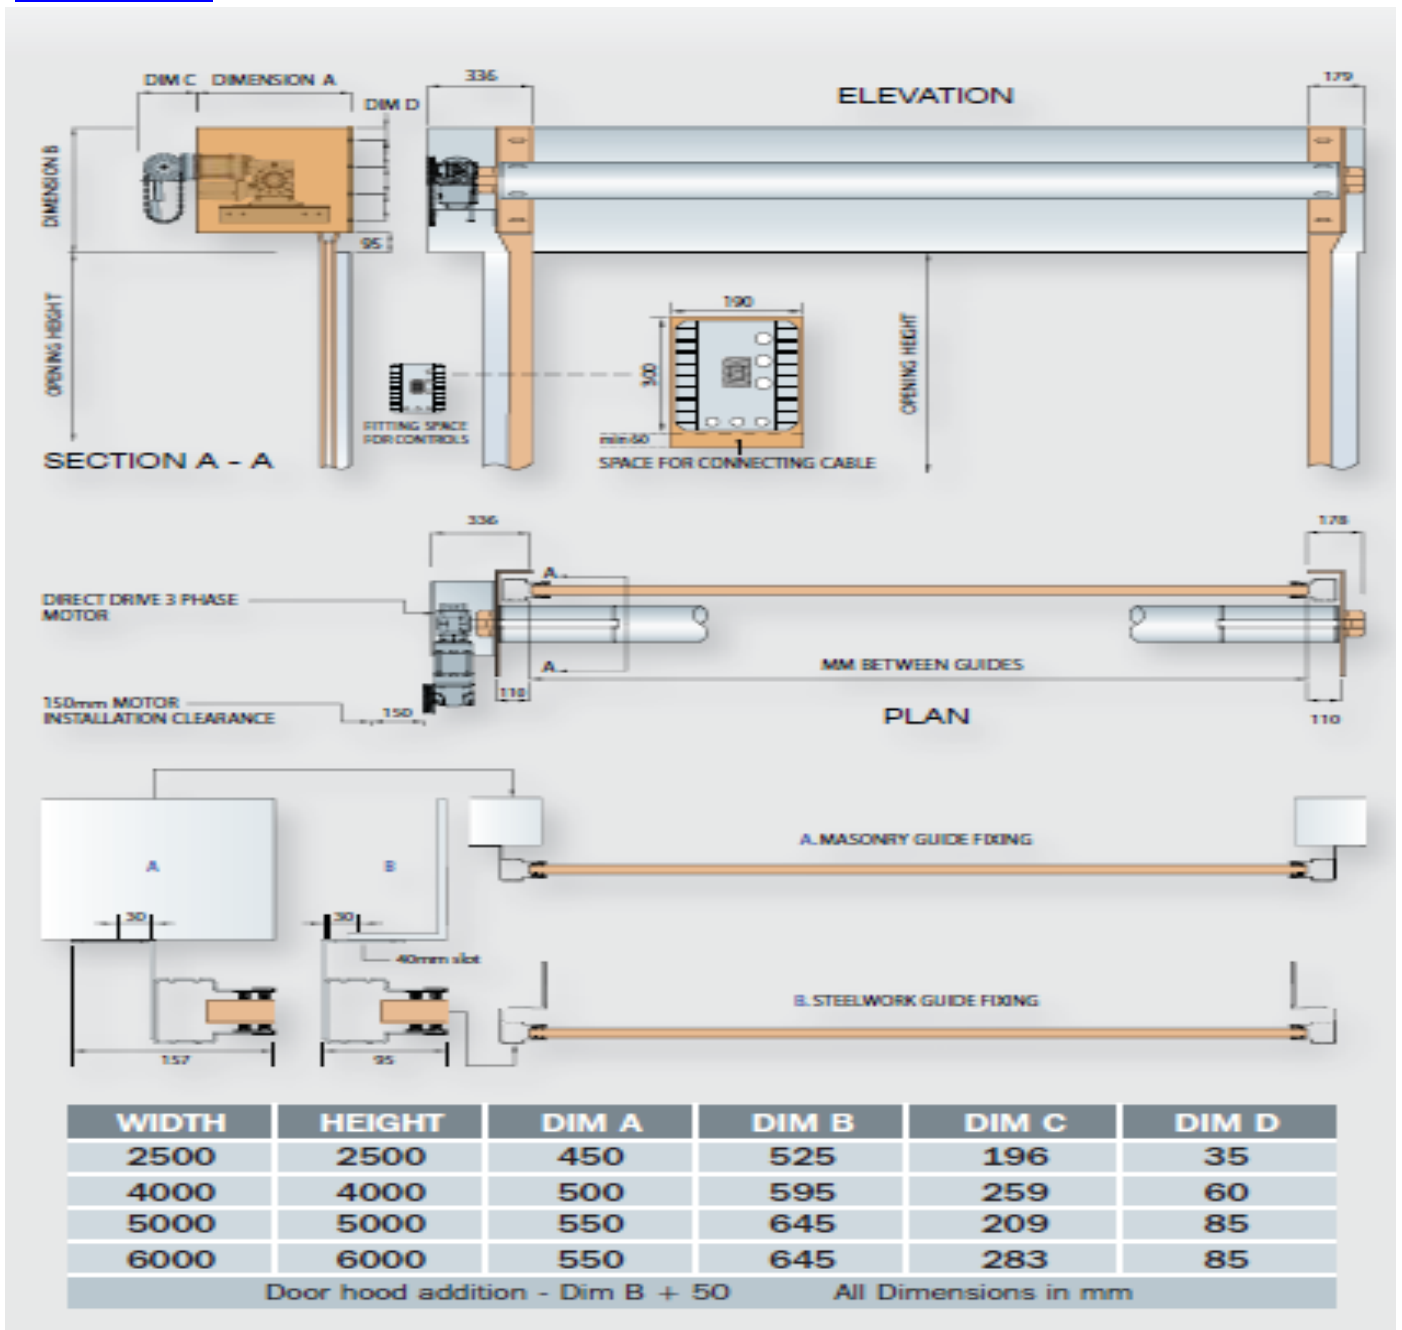 DIM C DIMENSION A
DIM D
336
ELEVATION
179
DIMENSION B
95
OPENING HEIGHT
190
300
OPENING HEIGHT
FITTING SPACE
FOR CONTROLS
min 60
1
SPACE FOR CONNECTING CABLE
SECTION A - A
336
178
A
DIRECT DRIVE 3 PHASE
MOTOR
A
MM BETWEEN GUIDES
110
150mm MOTOR
INSTALLATION CLEARANCE
150
PLAN
110
A
B
A. MASONRY GUIDE FIXING
30
30
40mm slot
B. STEELWORK GUIDE FIXING
157
95
WIDTH HEIGHT DIM A DIM B DIM C DIM D
2500 2500 450 525 196 35
4000 4000 500 595 259 60
5000 5000 550 645 209 85
6000 6000 550 645 283 85
Door hood addition - Dim B + 50 All Dimensions in mm